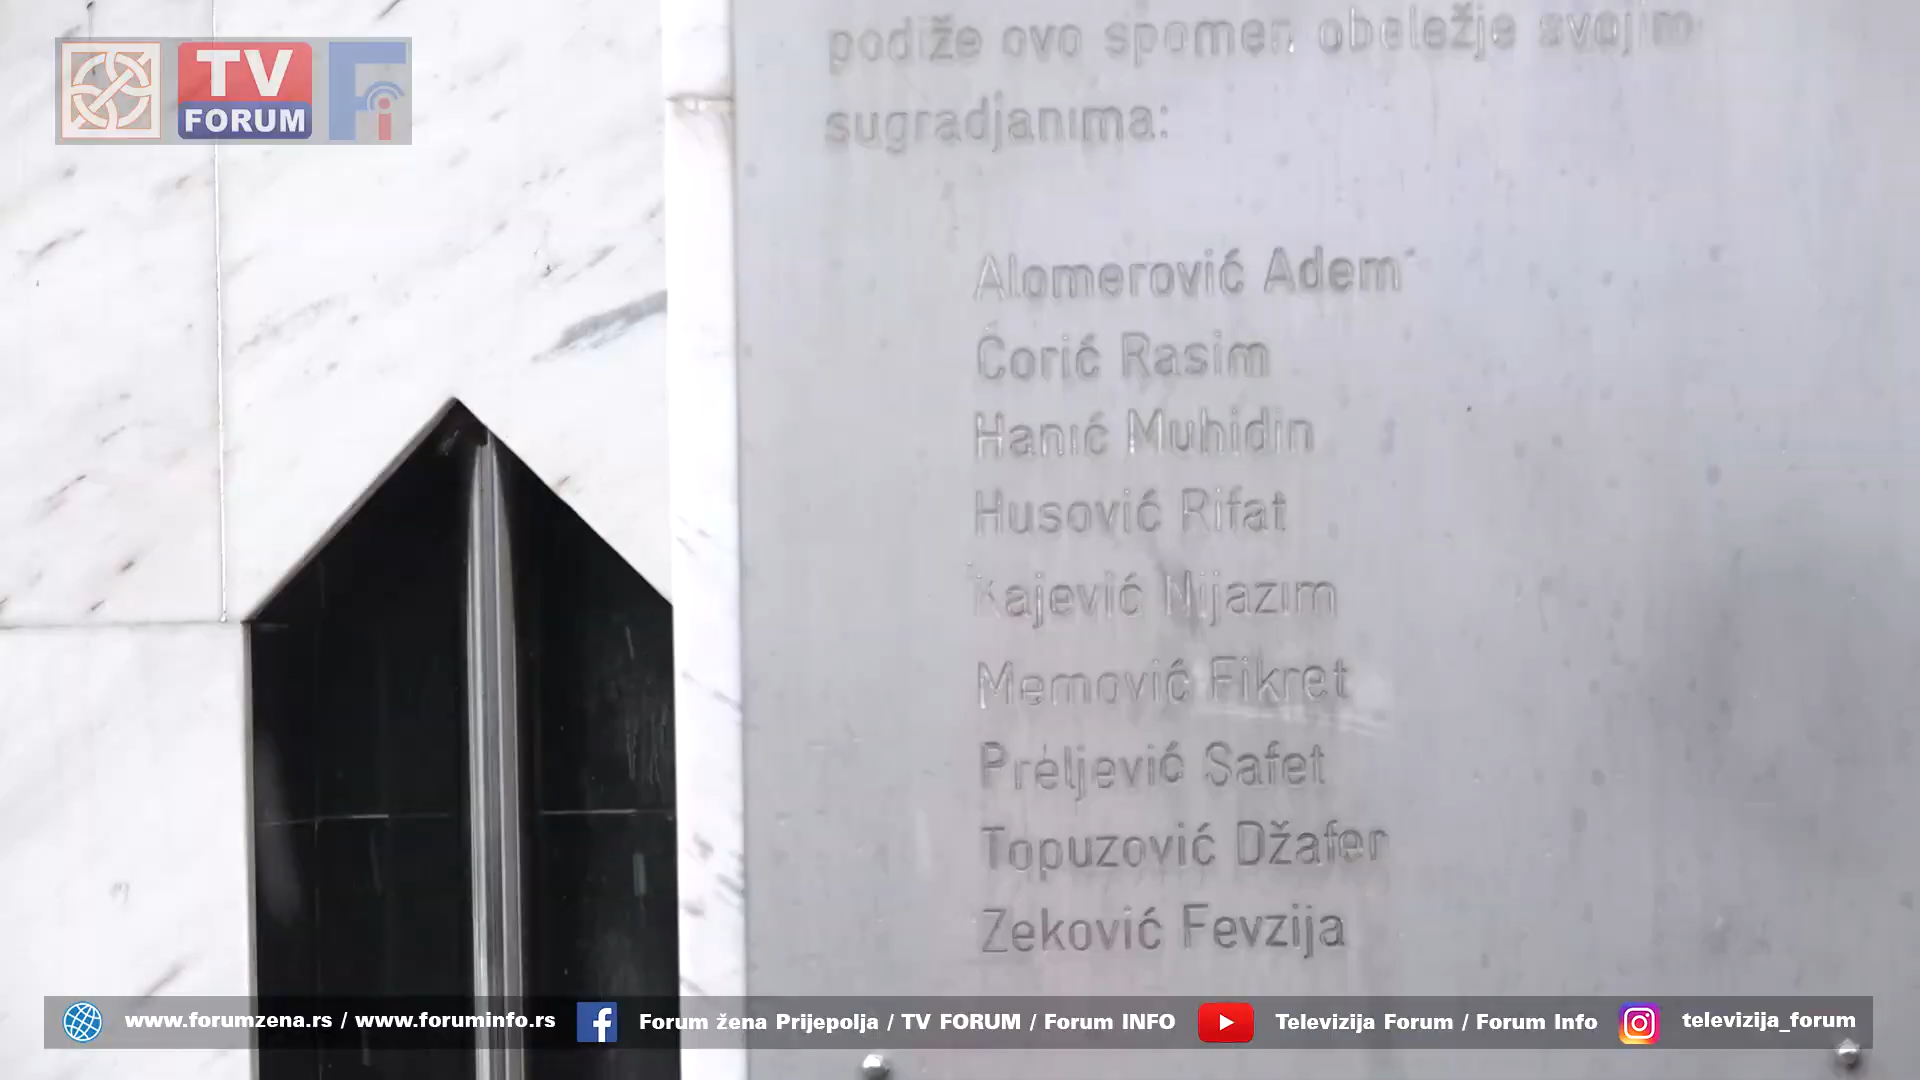 TV
FORUM
Fi
podiže ovo spomen obeležje svojim
sugradjanima:
Alomerović Adem
Ćorić Rasim
Hanić Muhidin
Husović Rifat
Kajević Nijazim
Memović Fikret
Preljević Safet
Topuzović Džafer
Zeković Fevzija
www.forumzena.rs / www.foruminfo.rs
Forum žena Prijepolja / TV FORUM / Forum INFO
Televizija Forum / Forum Info
televizija_forum